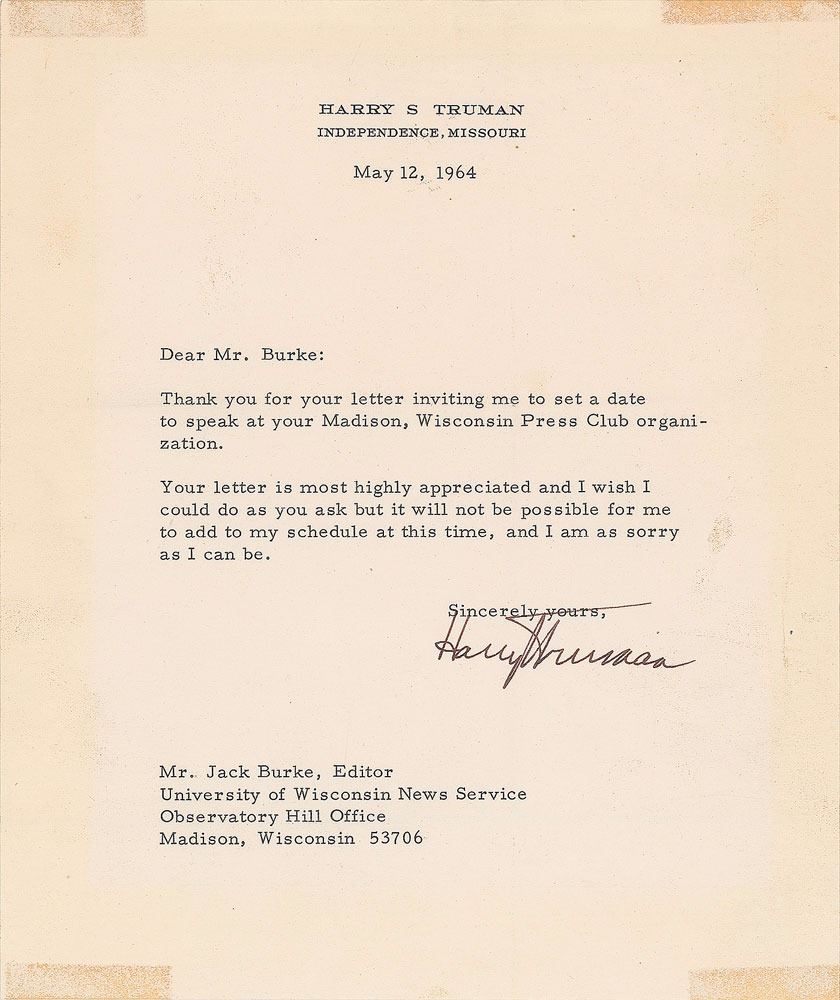 HARRY S TRUMAN
INDEPENDENCE, MISSOURI
May 12, 1964
Dear Mr. Burke:
Thank you for your letter inviting me to set a date
to speak at your Madison, Wisconsin Press Club organi-
zation.
Your letter is most highly appreciated and I wish I
could do as you ask but it will not be possible for me
to add to my schedule at this time, and I am as sorry
as I can be.
Sincerely yours,
Harry Truman
Mr. Jack Burke, Editor
University of Wisconsin News Service
Observatory Hill Office
Madison, Wisconsin 53706